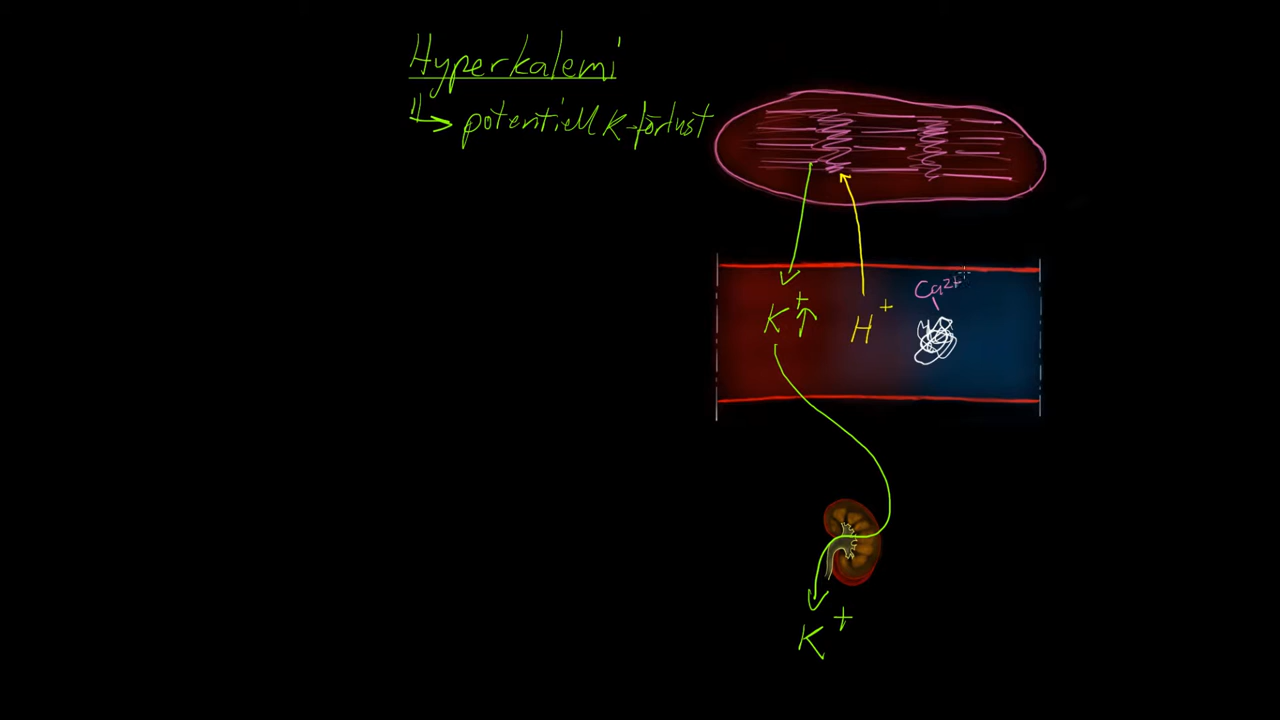 Hyperkalemi
↳ potentiell K-förlust
Ca²⁺
K⁺↑
H⁺
K⁺